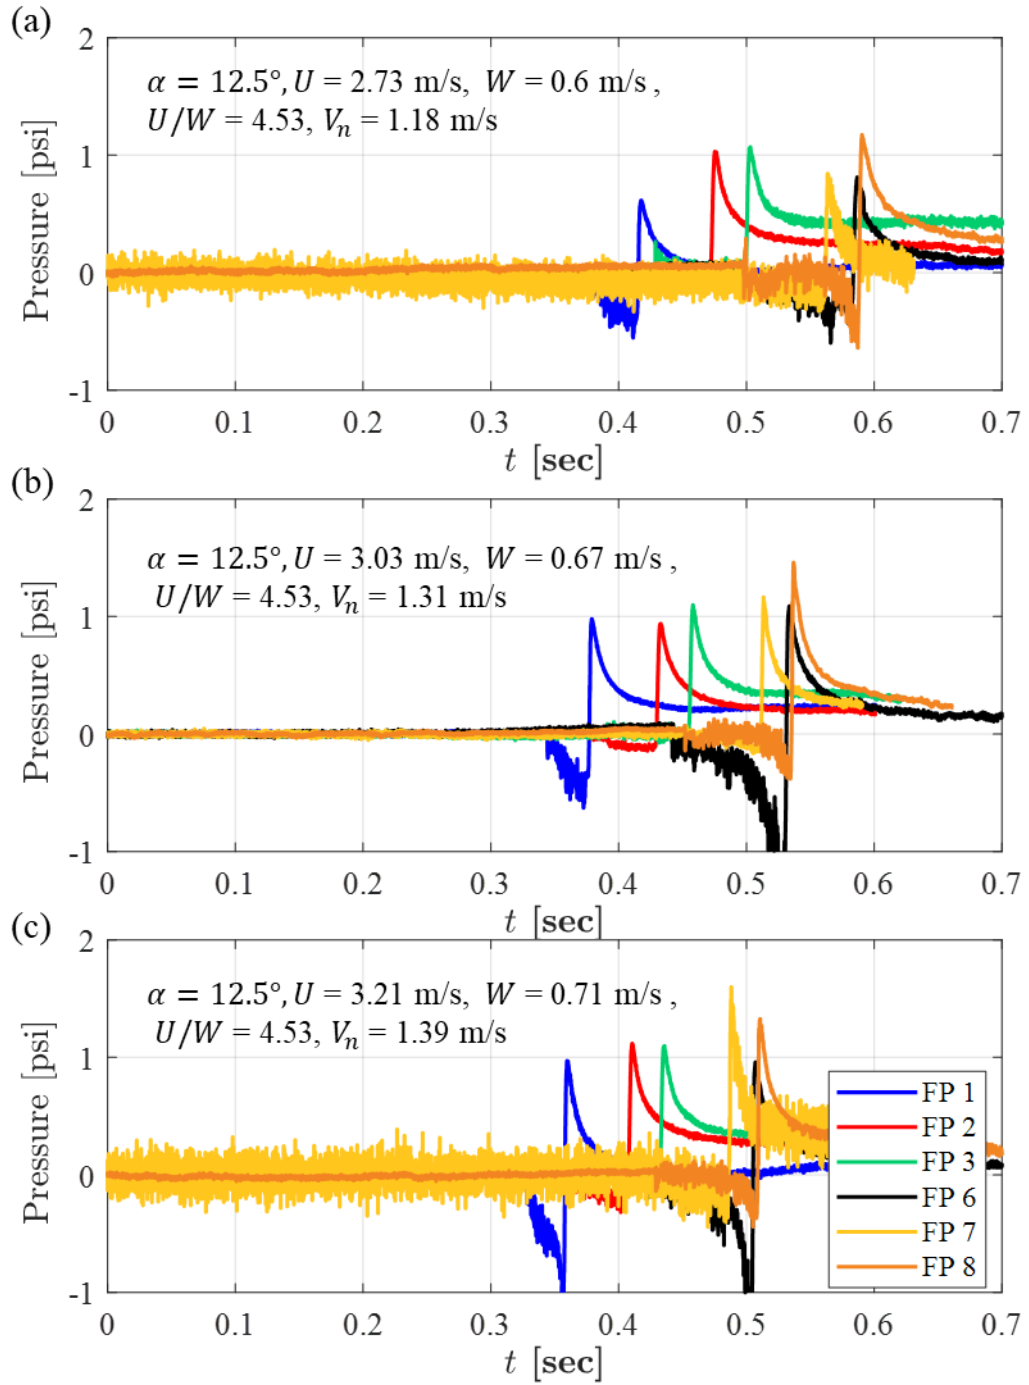 (a)
2
1
0
-1
Pressure [psi]
α = 12.5°, U = 2.73 m/s, W = 0.6 m/s ,
U/W = 4.53, Vn = 1.18 m/s
0 0.1 0.2 0.3 0.4 0.5 0.6 0.7
t [sec]
(b)
2
1
0
-1
Pressure [psi]
α = 12.5°, U = 3.03 m/s, W = 0.67 m/s ,
U/W = 4.53, Vn = 1.31 m/s
0 0.1 0.2 0.3 0.4 0.5 0.6 0.7
t [sec]
(c)
2
1
0
-1
Pressure [psi]
α = 12.5°, U = 3.21 m/s, W = 0.71 m/s ,
U/W = 4.53, Vn = 1.39 m/s
FP 1
FP 2
FP 3
FP 6
FP 7
FP 8
0 0.1 0.2 0.3 0.4 0.5 0.6 0.7
t [sec]